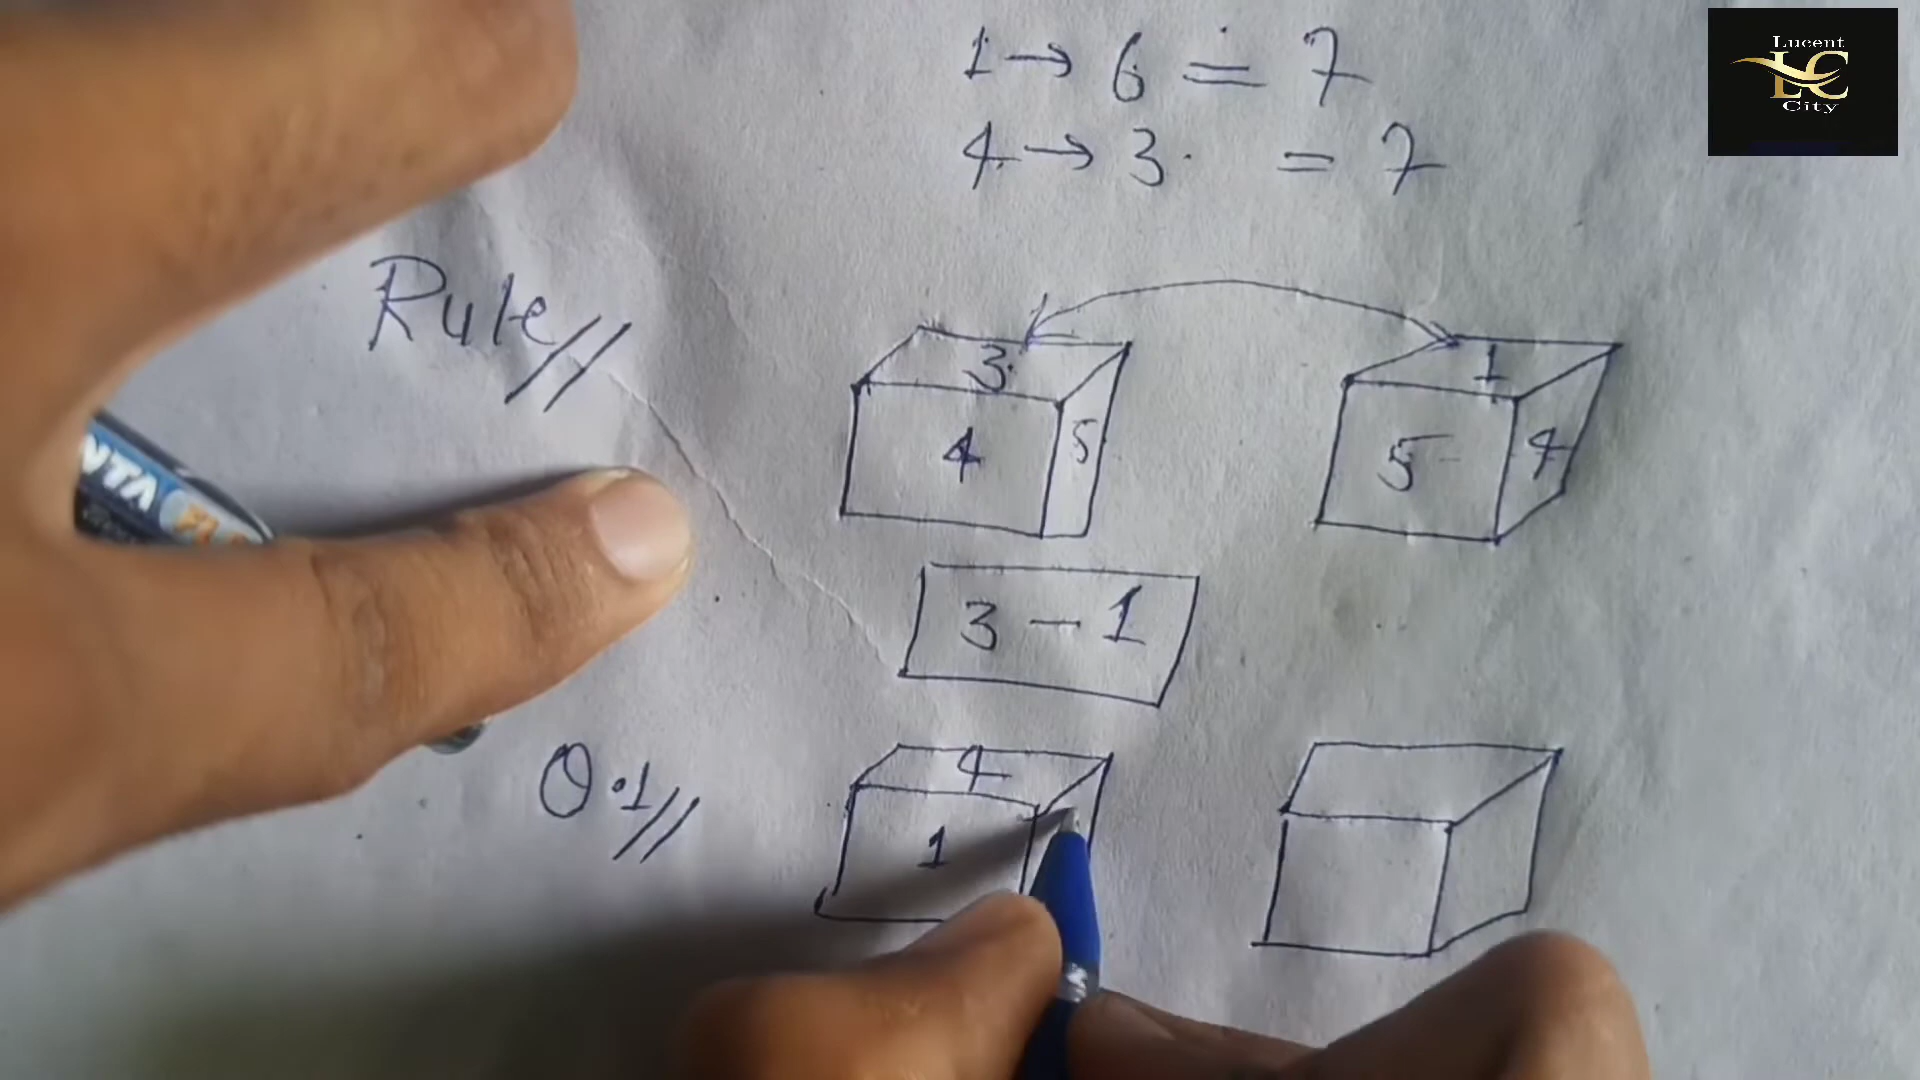 Lucent
LC
City
1 → 6 = 7
4 → 3 = 7
Rule//
3
4
5
1
5
4
3 - 1
Q.1//
4
1